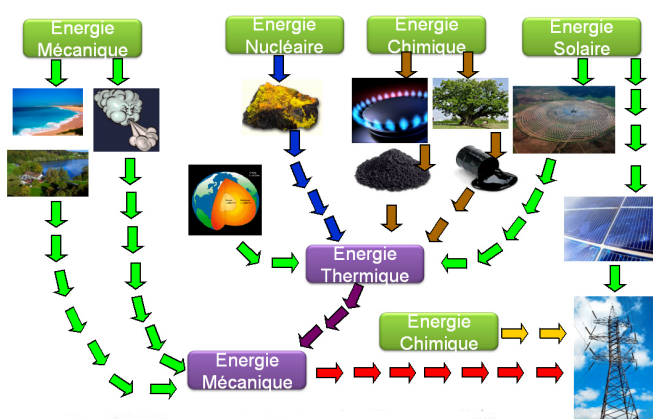 Energie
Mécanique
Energie
Nucléaire
Energie
Chimique
Energie
Solaire
Energie
Thermique
Energie
Chimique
Energie
Mécanique